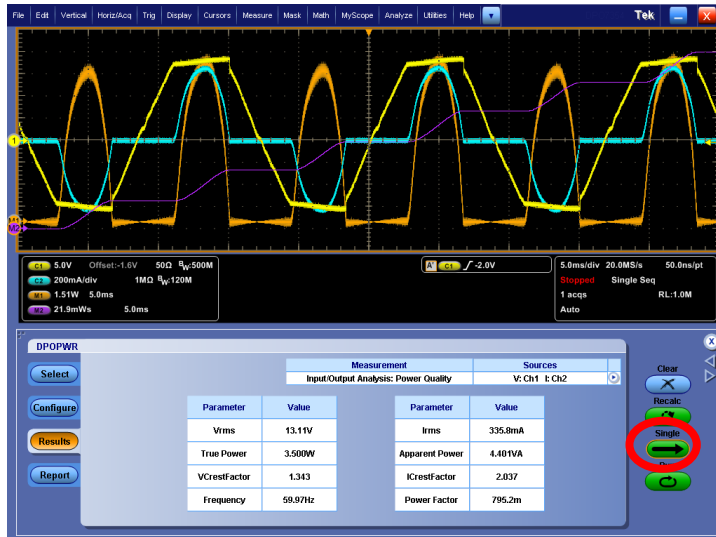 File Edit Vertical Horiz/Acq Trig Display Cursors Measure Mask Math MyScope Analyze Utilities Help Tek X
1
M1
M2
C1 5.0V Offset:-1.6V 50Ω BW:500M
C2 200mA/div 1MΩ BW:120M
M1 1.51W 5.0ms
M2 21.9mWs 5.0ms
A' C1 -2.0V
5.0ms/div 20.0MS/s 50.0ns/pt
Stopped Single Seq
1 acqs RL:1.0M
Auto
DPOPWR
X
Select
Configure
Results
Report
Measurement Sources
Input/Output Analysis: Power Quality V: Ch1 I: Ch2
Parameter Value Parameter Value
Vrms 13.11V Irms 335.8mA
True Power 3.500W Apparent Power 4.401VA
VCrestFactor 1.343 ICrestFactor 2.037
Frequency 59.97Hz Power Factor 795.2m
Clear
Recalc
Single